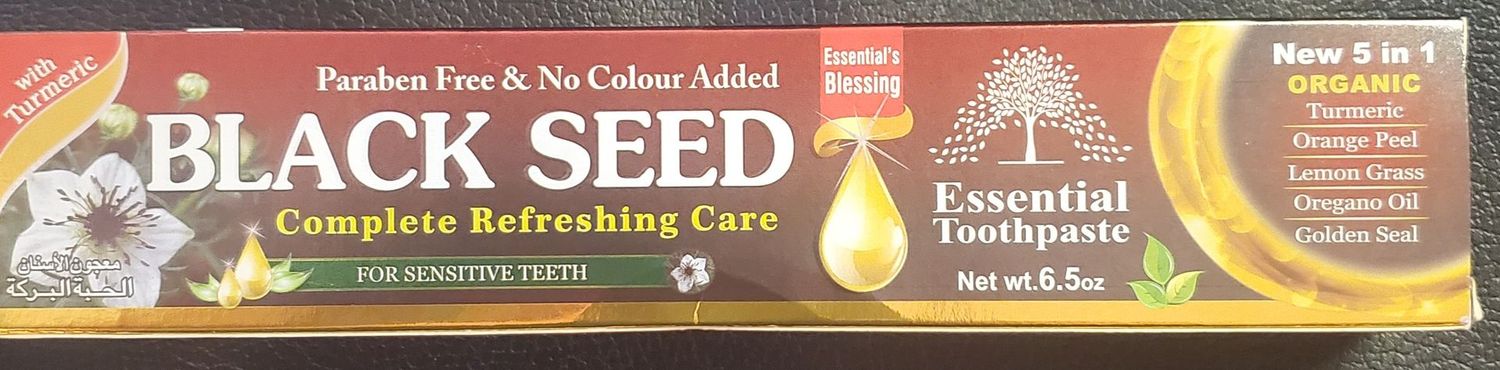 with
Turmeric
Paraben Free & No Colour Added
BLACK SEED
Complete Refreshing Care
FOR SENSITIVE TEETH
معجون الأسنان
الحبة البركة
Essential's
Blessing
Essential
Toothpaste
Net wt.6.5oz
New 5 in 1
ORGANIC
Turmeric
Orange Peel
Lemon Grass
Oregano Oil
Golden Seal